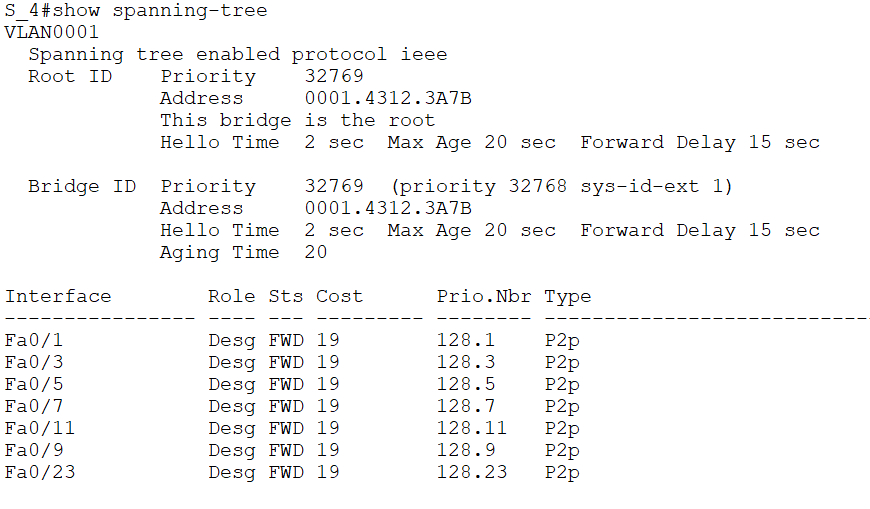 S_4#show spanning-tree
VLAN0001
  Spanning tree enabled protocol ieee
  Root ID    Priority    32769
             Address     0001.4312.3A7B
             This bridge is the root
             Hello Time  2 sec  Max Age 20 sec  Forward Delay 15 sec

  Bridge ID  Priority    32769  (priority 32768 sys-id-ext 1)
             Address     0001.4312.3A7B
             Hello Time  2 sec  Max Age 20 sec  Forward Delay 15 sec
             Aging Time  20

Interface        Role Sts Cost      Prio.Nbr Type
---------------- ---- --- --------- -------- ----------------------------
Fa0/1            Desg FWD 19        128.1    P2p
Fa0/3            Desg FWD 19        128.3    P2p
Fa0/5            Desg FWD 19        128.5    P2p
Fa0/7            Desg FWD 19        128.7    P2p
Fa0/11           Desg FWD 19        128.11   P2p
Fa0/9            Desg FWD 19        128.9    P2p
Fa0/23           Desg FWD 19        128.23   P2p